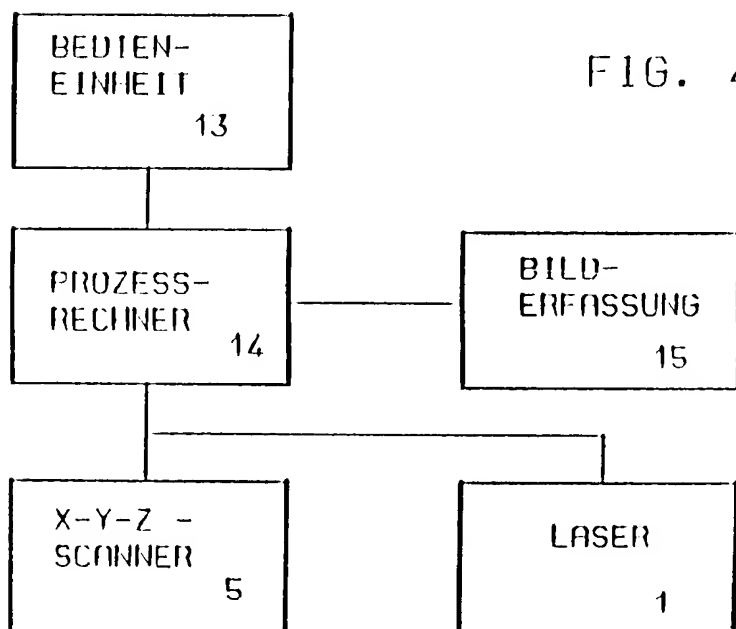 BEDIEN-
EINHEIT
13
FIG. 4
PROZESS-
RECHNER
14
BILD-
ERFASSUNG
15
X-Y-Z -
SCANNER
5
LASER
1